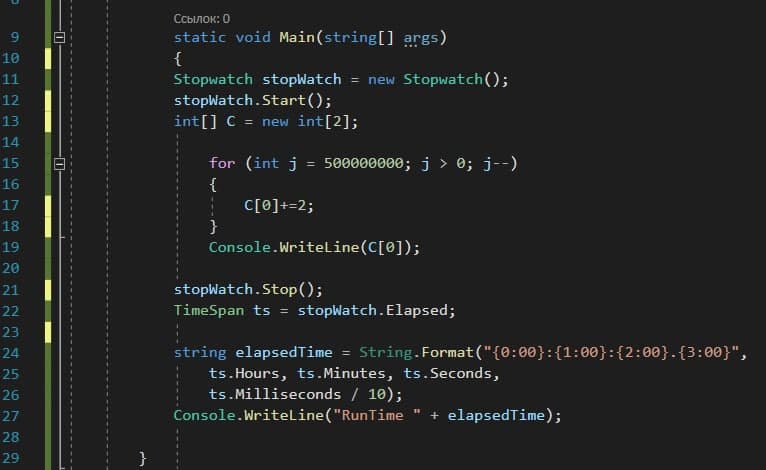 8
Ссылок: 0
9 static void Main(string[] args)
10 {
11 Stopwatch stopWatch = new Stopwatch();
12 stopWatch.Start();
13 int[] C = new int[2];
14
15 for (int j = 500000000; j > 0; j--)
16 {
17 C[0]+=2;
18 }
19 Console.WriteLine(C[0]);
20
21 stopWatch.Stop();
22 TimeSpan ts = stopWatch.Elapsed;
23
24 string elapsedTime = String.Format("{0:00}:{1:00}:{2:00}.{3:00}",
25 ts.Hours, ts.Minutes, ts.Seconds,
26 ts.Milliseconds / 10);
27 Console.WriteLine("RunTime " + elapsedTime);
28
29 }